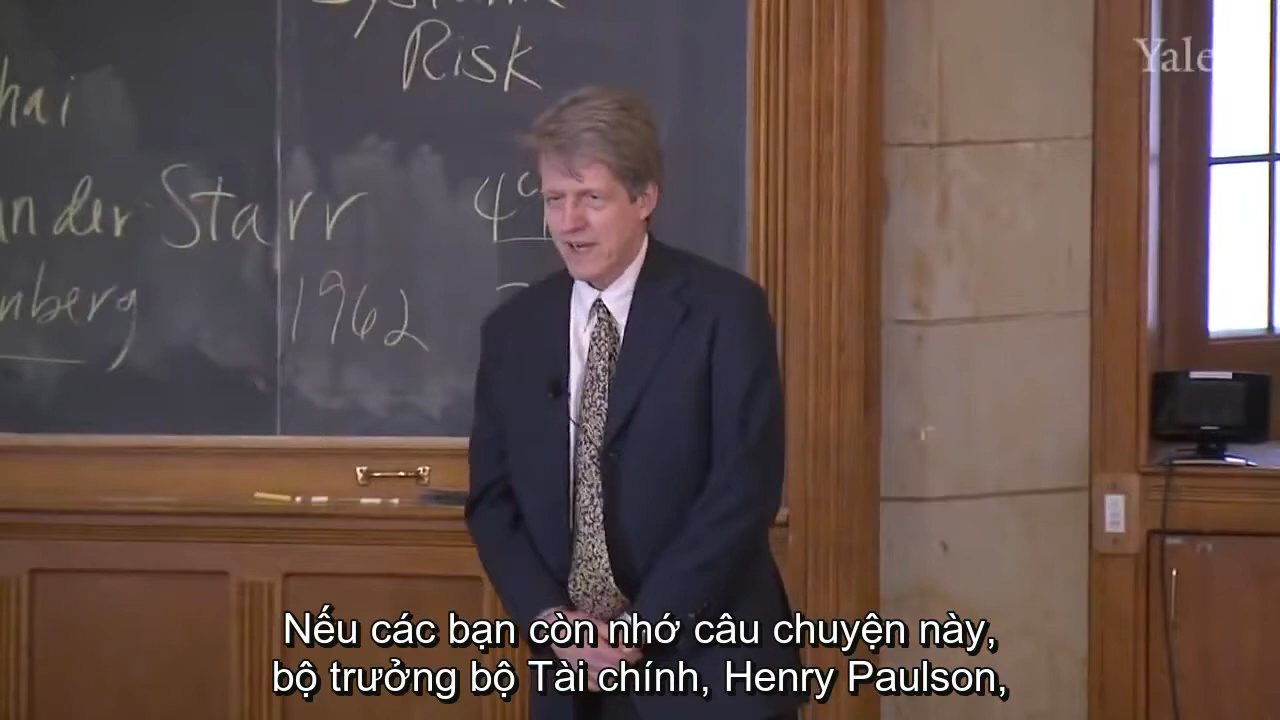 Risk
Yale
hai
nder Starr
nberg 1962
Nếu các bạn còn nhớ câu chuyện này,
bộ trưởng bộ Tài chính, Henry Paulson,